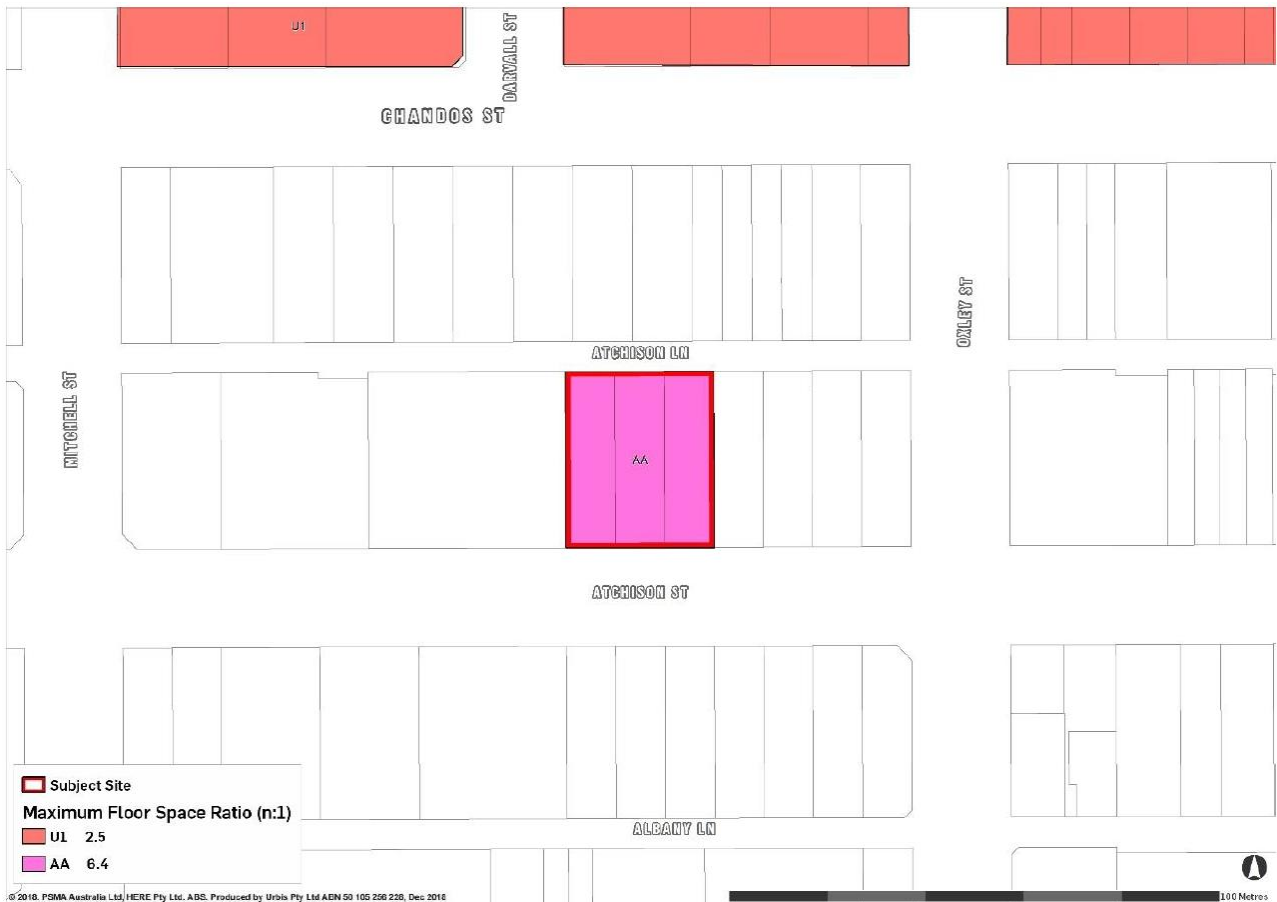 U1
DARVALL ST
CHANDOS ST
ATCHISON LN
OXLEY ST
MITCHELL ST
AA
ATCHISON ST
Subject Site
Maximum Floor Space Ratio (n:1)
U1 2.5
AA 6.4
ALBANY LN
© 2018. PSMA Australia Ltd, HERE Pty Ltd. ABS. Produced by Urbis Pty Ltd ABN 50 105 256 228, Dec 2018
100 Metres